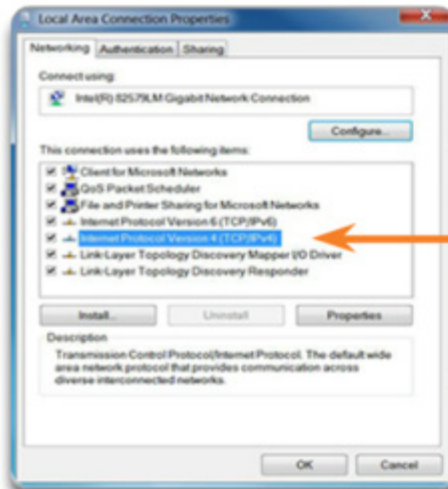 Local Area Connection Properties
Networking Authentication Sharing
Connect using:
Intel(R) 82579LM Gigabit Network Connection
Configure...
This connection uses the following items:
Client for Microsoft Networks
QoS Packet Scheduler
File and Printer Sharing for Microsoft Networks
Internet Protocol Version 6 (TCP/IPv6)
Internet Protocol Version 4 (TCP/IPv4)
Link-Layer Topology Discovery Mapper I/O Driver
Link-Layer Topology Discovery Responder
Install... Uninstall Properties
Description
Transmission Control Protocol/Internet Protocol. The default wide
area network protocol that provides communication across
diverse interconnected networks.
OK Cancel